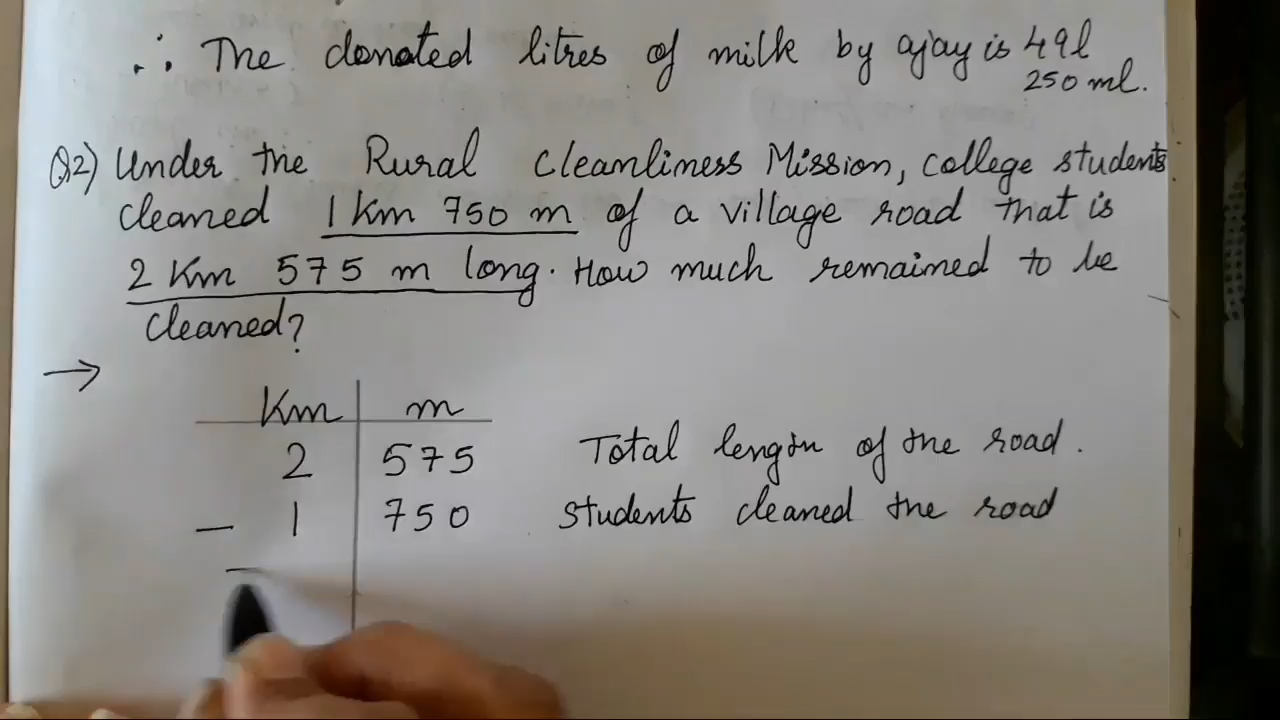 ∴ The donated litres of milk by ajay is 49l
250 ml.
Q2) Under the Rural Cleanliness Mission, college students
cleaned 1 Km 750 m of a village road that is
2 Km 575 m long. How much remained to be
cleaned?
→
Km | m
2 | 575 Total length of the road.
- 1 | 750 Students cleaned the road